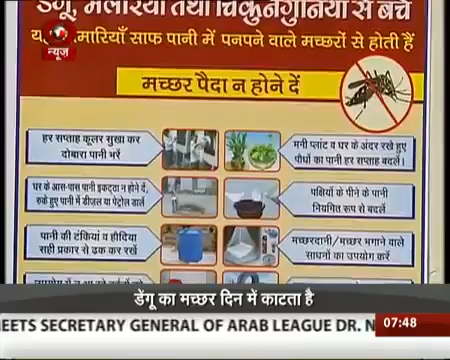 डेंगू, मलेरिया तथा चिकुनगुनिया से बचें
न्यूज़
मारियाँ साफ पानी में पनपने वाले मच्छरों से होती हैं
मच्छर पैदा न होने दें
हर सप्ताह कूलर सुखा कर
दोबारा पानी भरें
मनी प्लांट व घर के अंदर रखे हुए
पौधों का पानी हर सप्ताह बदलें।
घर के आस-पास पानी इकट्ठा न होने दें,
रुके हुए पानी में डीजल या पेट्रोल डालें
पक्षियों के पीने के पानी
नियमित रूप से बदलें
पानी की टंकियां व हौदिया
सही प्रकार से ढक कर रखें
मच्छरदानी/मच्छर भगाने वाले
साधनों का उपयोग करें
डेंगू का मच्छर दिन में काटता है
MEETS SECRETARY GENERAL OF ARAB LEAGUE DR. N
07:48